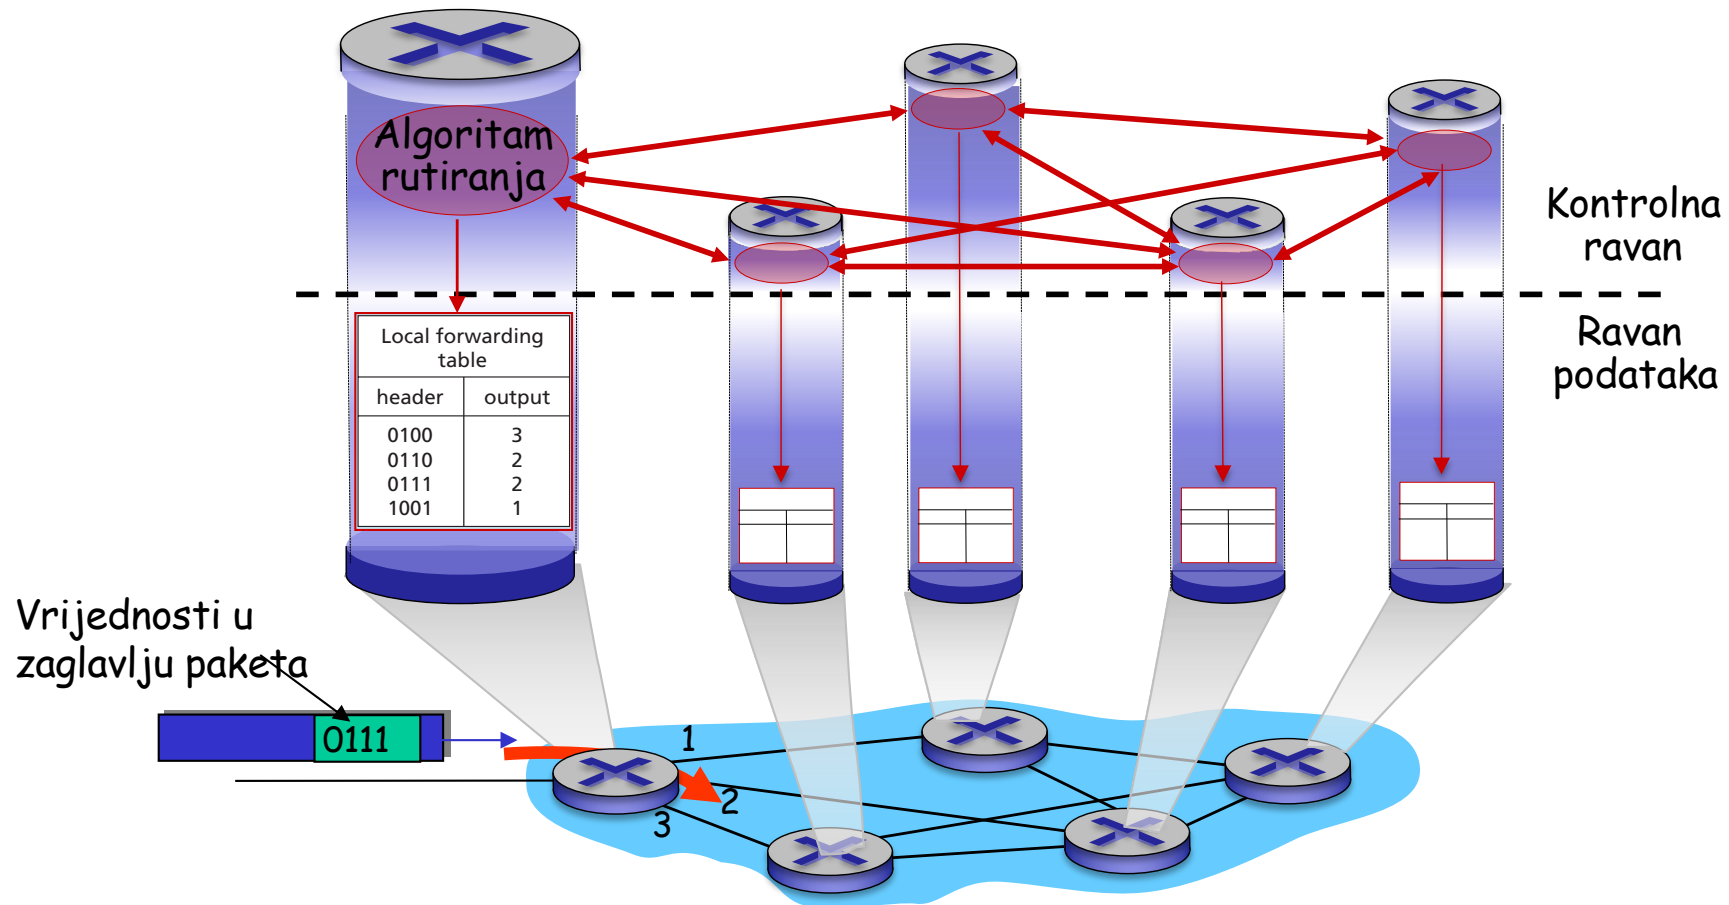 Algoritam
rutiranja
Kontrolna
ravan
Ravan
podataka
Local forwarding
table
header output
0100 3
0110 2
0111 2
1001 1
Vrijednosti u
zaglavlju paketa
0111
1
2
3